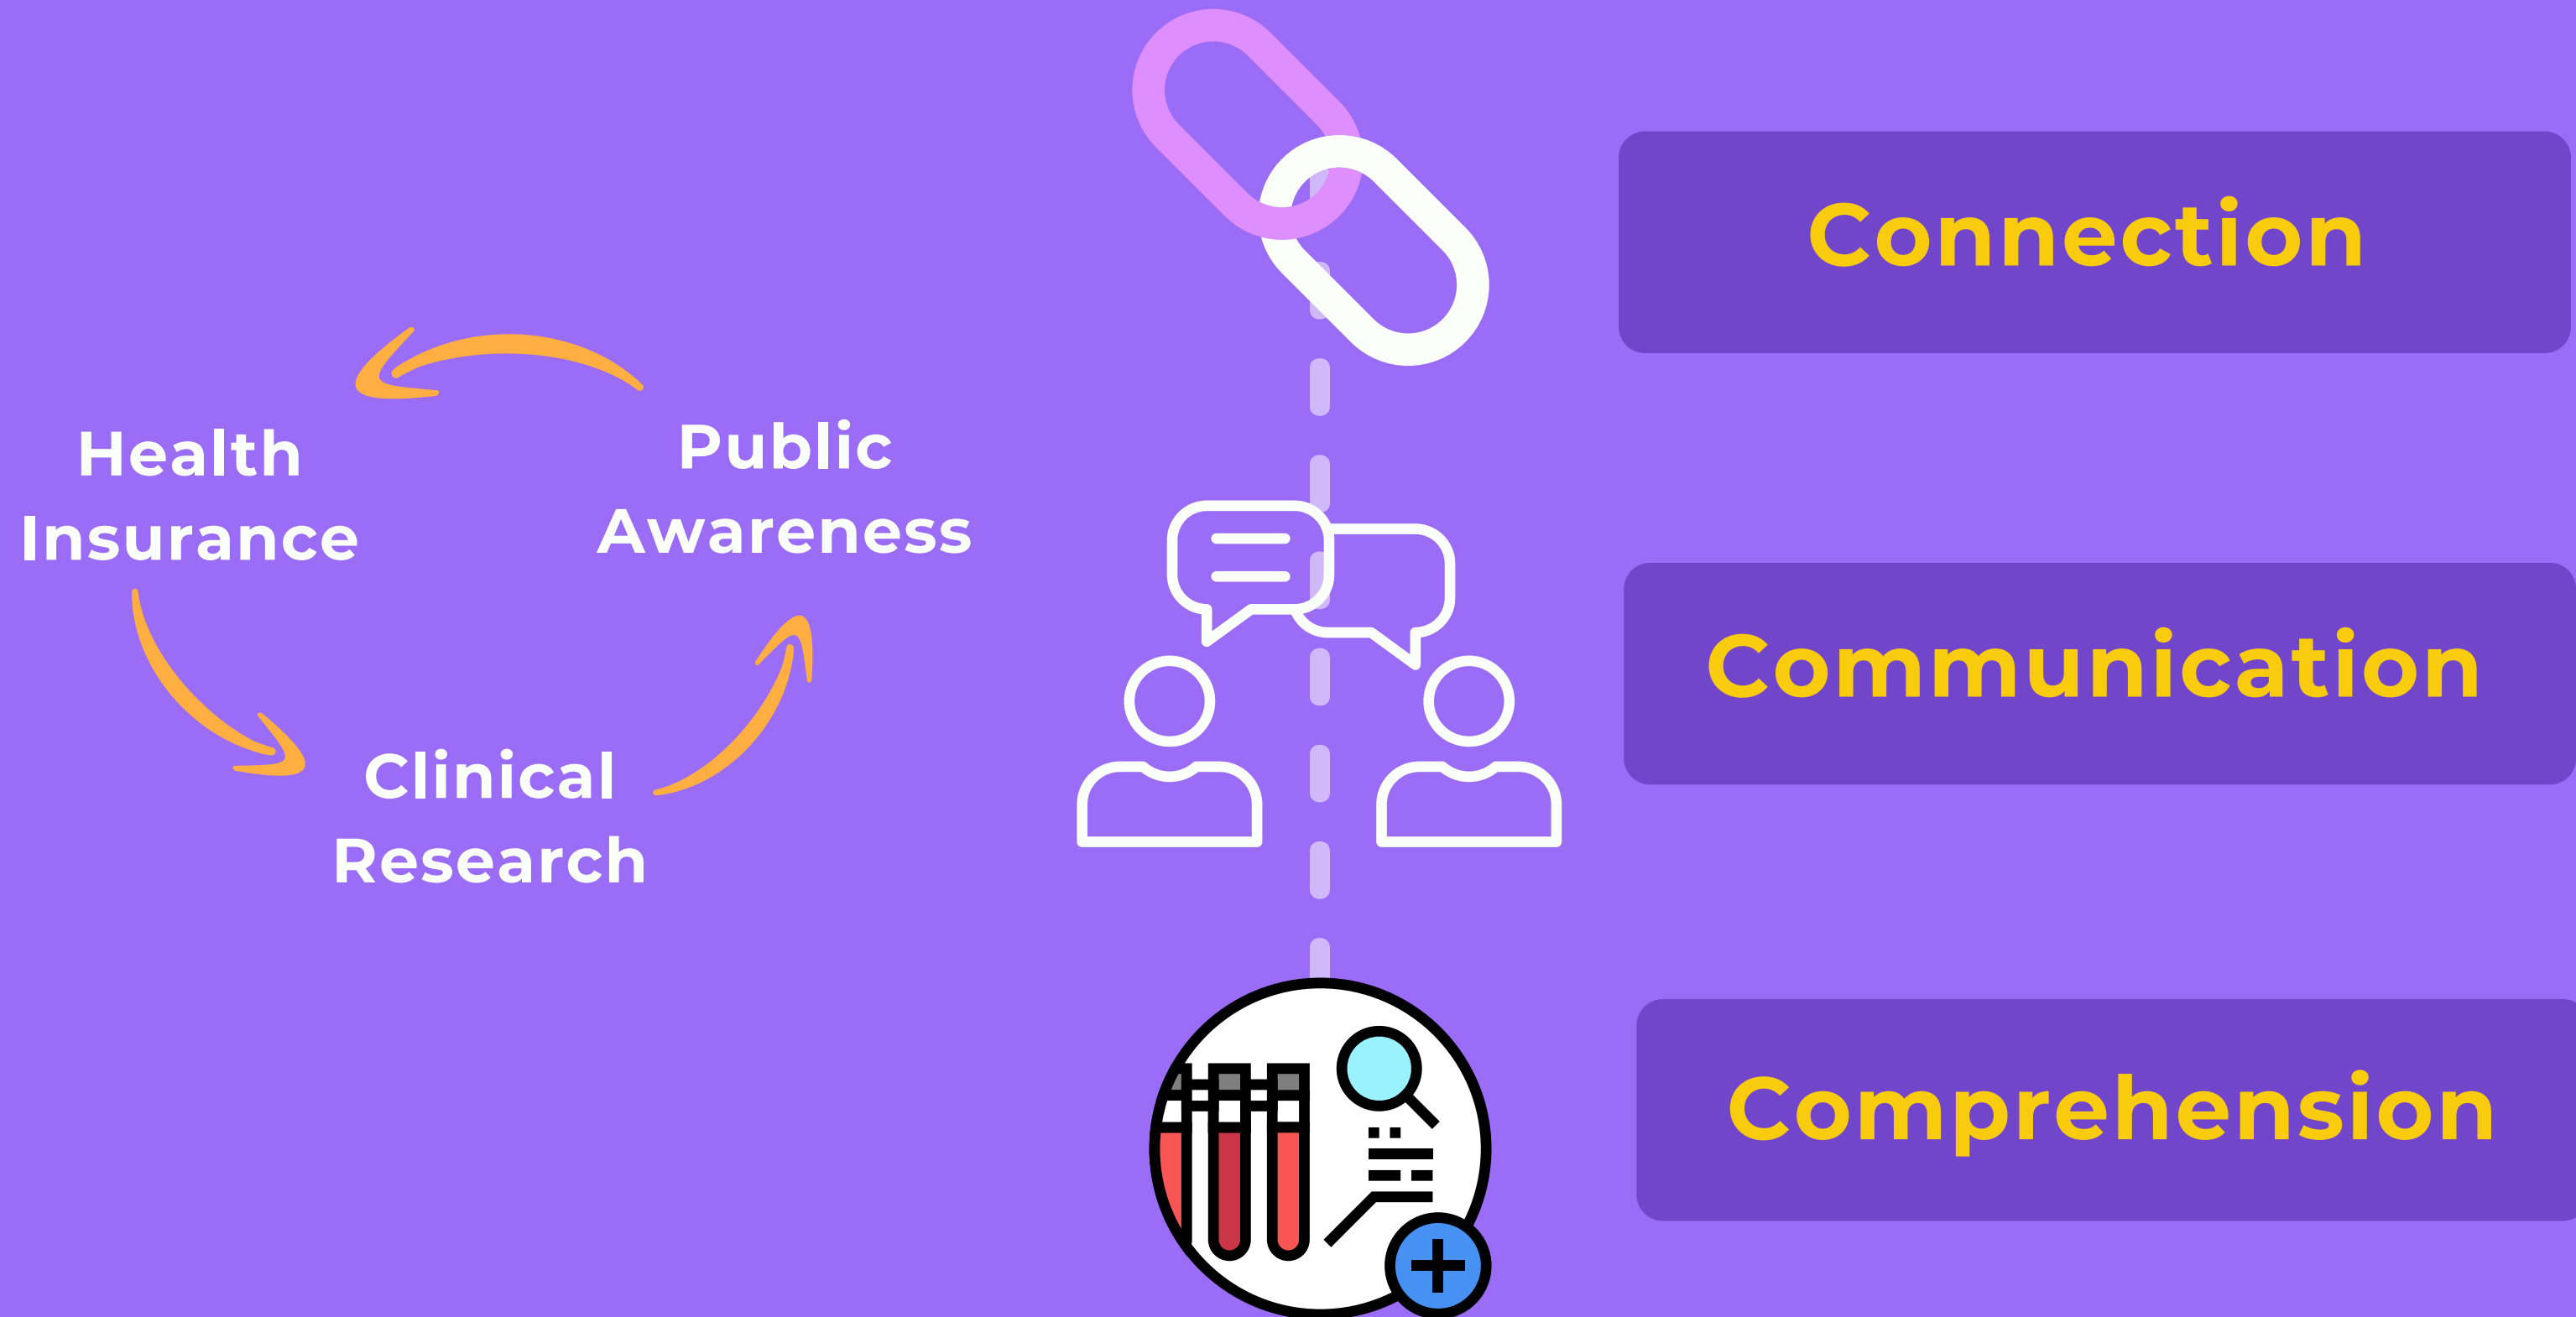 Health
Insurance
Public
Awareness
Clinical
Research
Connection
Communication
Comprehension